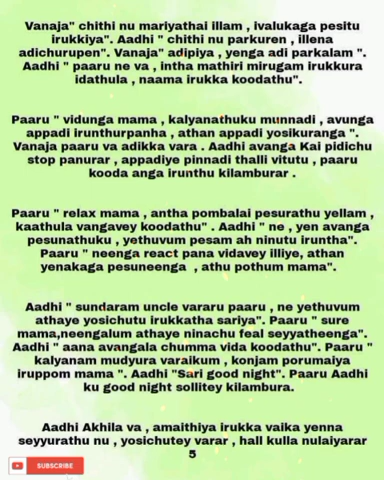 Vanaja" chithi nu mariyathai illam , ivalukaga pesitu
irukkiya". Aadhi " chithi nu parkuren , illena
adichurupen". Vanaja" adipiya , yenga adi parkalam ".
Aadhi " paaru ne va , intha mathiri mirugam irukkura
idathula , naama irukka koodathu".
Paaru " vidunga mama , kalyanathuku munnadi , avunga
appadi irunthurpanha , athan appadi yosikuranga ".
Vanaja paaru va adikka vara . Aadhi avanga Kai pidichu
stop panurar , appadiye pinnadi thalli vitutu , paaru
kooda anga irunthu kilamburar .
Paaru " relax mama , antha pombalai pesurathu yellam ,
kaathula vangavey koodathu" . Aadhi " ne , yen avanga
pesunathuku , yethuvum pesam ah ninutu iruntha".
Paaru " neenga react pana vidavey illiye, athan
yenakaga pesuneenga , athu pothum mama".
Aadhi " sundaram uncle vararu paaru , ne yethuvum
athaye yosichutu irukkatha sariya". Paaru " sure
mama,neengalum athaye ninachu feal seyyatheenga".
Aadhi " aana avangala chumma vida koodathu". Paaru "
kalyanam mudyura varaikum , konjam porumaiya
iruppom mama ". Aadhi "Sari good night". Paaru Aadhi
ku good night sollitey kilambura.
Aadhi Akhila va , amaithiya irukka vaika yenna
seyyurathu nu , yosichutey varar , hall kulla nulaiyarar
5
SUBSCRIBE